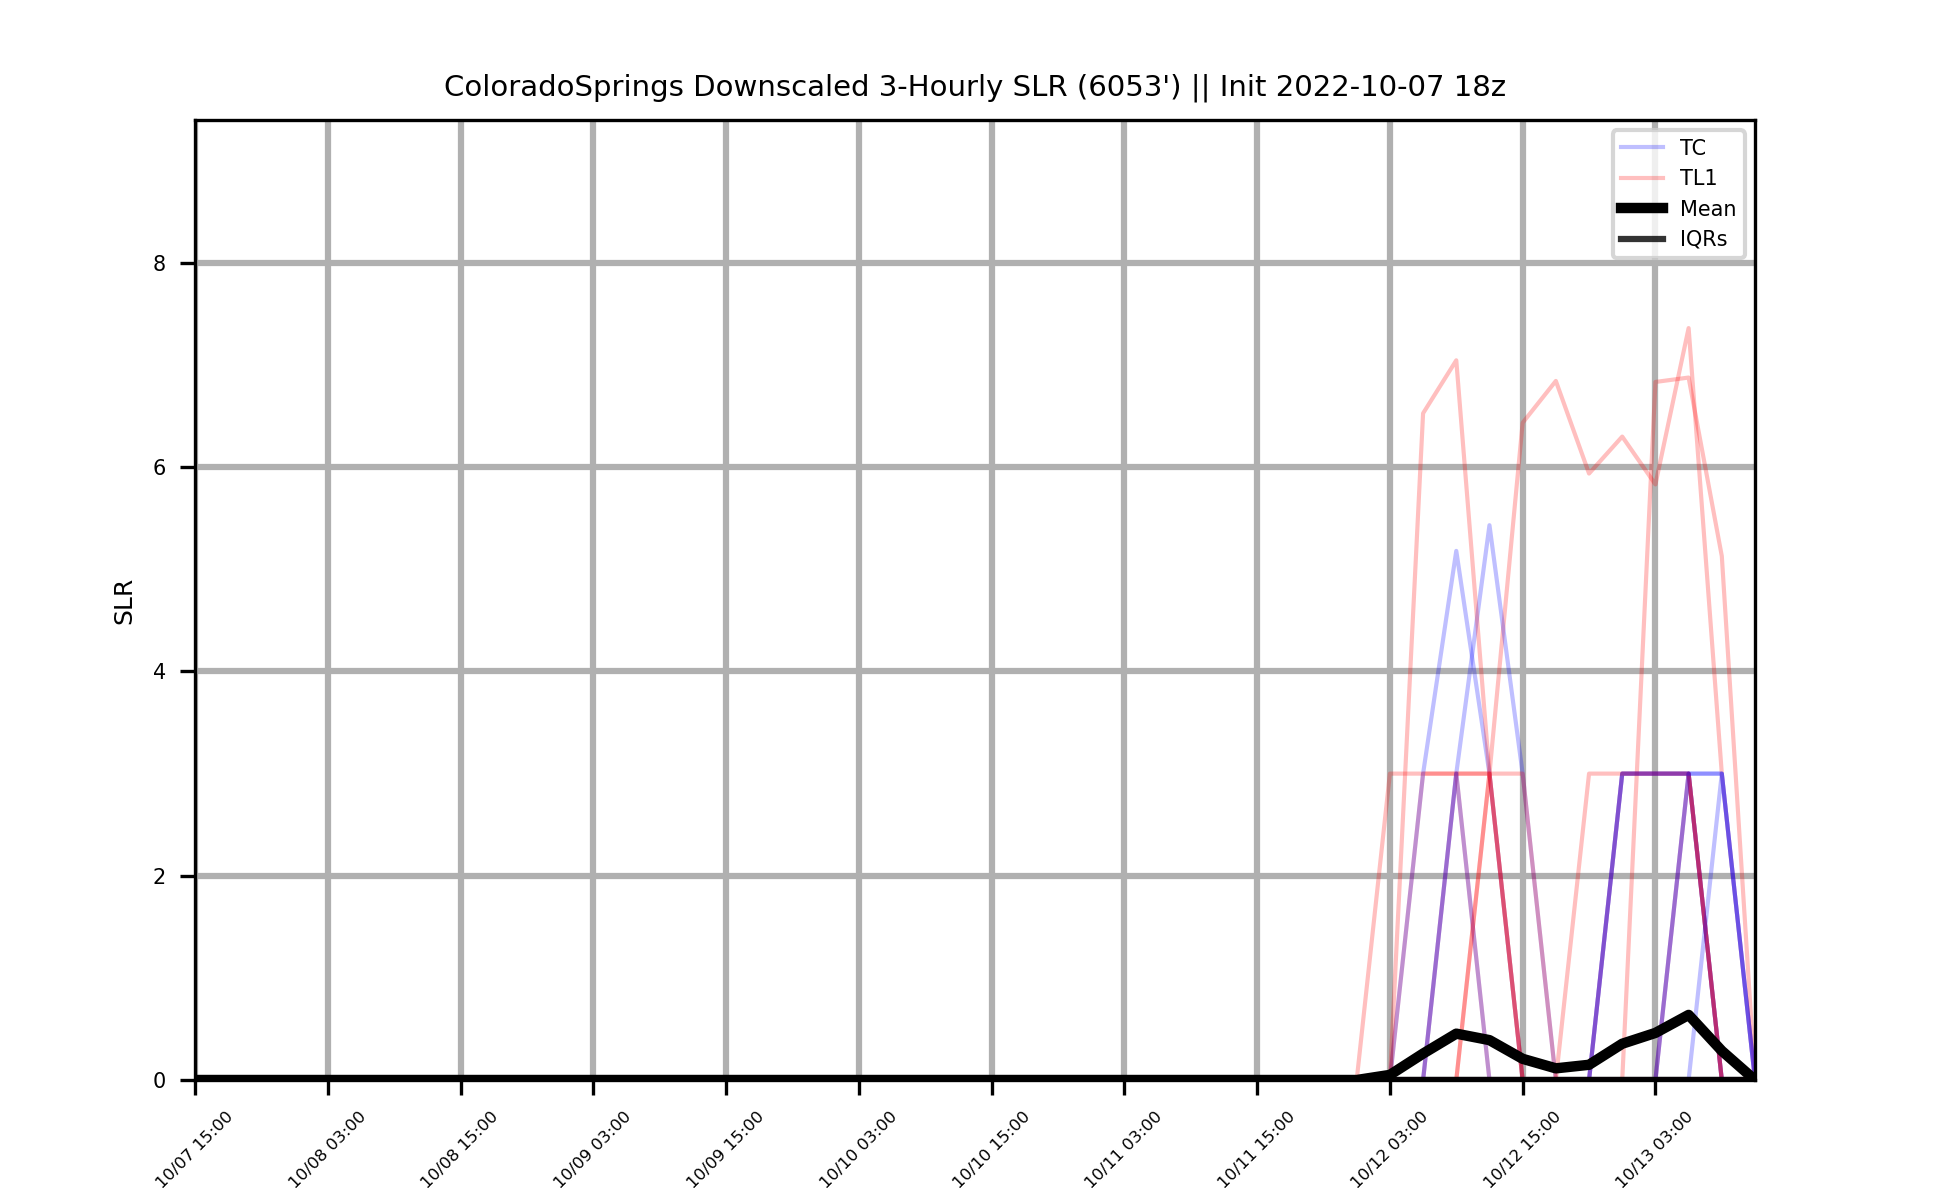 ColoradoSprings Downscaled 3-Hourly SLR (6053') || Init 2022-10-07 18z
TC
TL1
Mean
IQRs
8
6
4
2
0
SLR
10/07 15:00
10/08 03:00
10/08 15:00
10/09 03:00
10/09 15:00
10/10 03:00
10/10 15:00
10/11 03:00
10/11 15:00
10/12 03:00
10/12 15:00
10/13 03:00